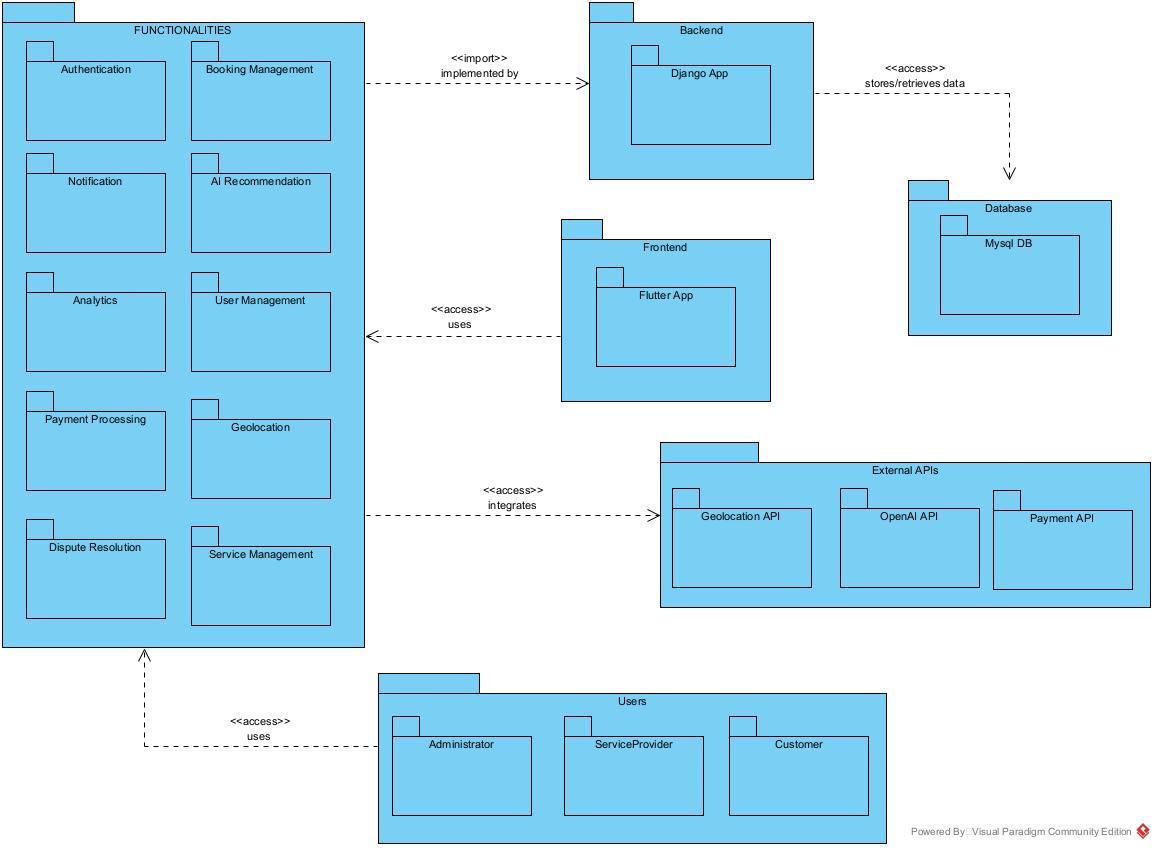 FUNCTIONALITIES
Authentication
Booking Management
Notification
AI Recommendation
Analytics
User Management
Payment Processing
Geolocation
Dispute Resolution
Service Management
<<import>>
implemented by
Backend
Django App
<<access>>
stores/retrieves data
Database
Mysql DB
Frontend
Flutter App
<<access>>
uses
<<access>>
integrates
External APIs
Geolocation API
OpenAI API
Payment API
<<access>>
uses
Users
Administrator
ServiceProvider
Customer
Powered By Visual Paradigm Community Edition